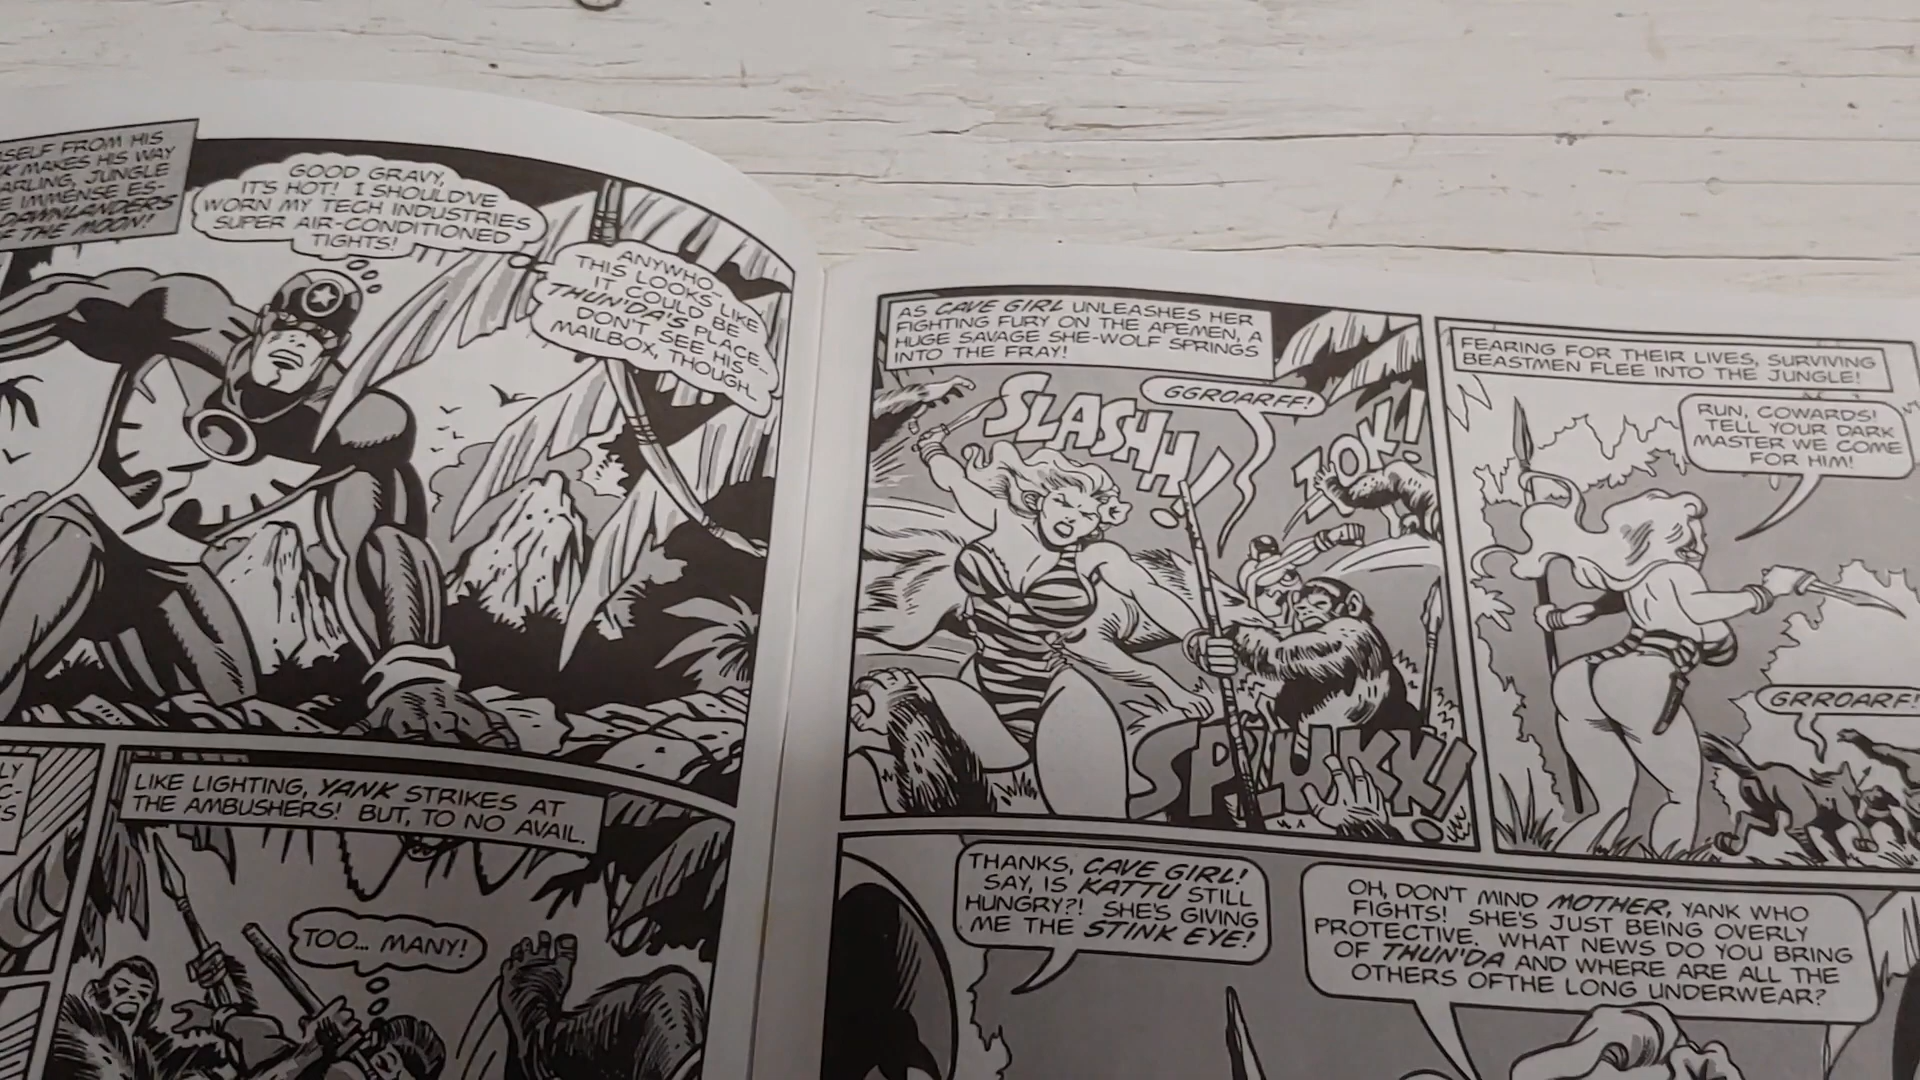 SELF FROM HIS
MAKES HIS WAY
JUNGLE
IMMENSE ES-
DAWNLANDERS
OF THE MOON!
GOOD GRAVY,
IT'S HOT! I SHOULD'VE
WORN MY TECH INDUSTRIES
SUPER AIR-CONDITIONED
TIGHTS!
ANYWHO--
THIS LOOKS LIKE
IT COULD BE
THUN'DA'S PLACE--
DON'T SEE HIS
MAILBOX, THOUGH.
LIKE LIGHTING, YANK STRIKES AT
THE AMBUSHERS! BUT, TO NO AVAIL.
TOO... MANY!
AS CAVE GIRL UNLEASHES HER
FIGHTING FURY ON THE APEMEN, A
HUGE SAVAGE SHE-WOLF SPRINGS
INTO THE FRAY!
SLASHH!
GGROARFF!
ZOK!
SPLUKK!
FEARING FOR THEIR LIVES, SURVIVING
BEASTMEN FLEE INTO THE JUNGLE!
RUN, COWARDS!
TELL YOUR DARK
MASTER WE COME
FOR HIM!
GRROARF!
THANKS, CAVE GIRL!
SAY, IS KATTU STILL
HUNGRY?! SHE'S GIVING
ME THE STINK EYE!
OH, DON'T MIND MOTHER, YANK WHO
FIGHTS! SHE'S JUST BEING OVERLY
PROTECTIVE. WHAT NEWS DO YOU BRING
OF THUN'DA AND WHERE ARE ALL THE
OTHERS OFTHE LONG UNDERWEAR?